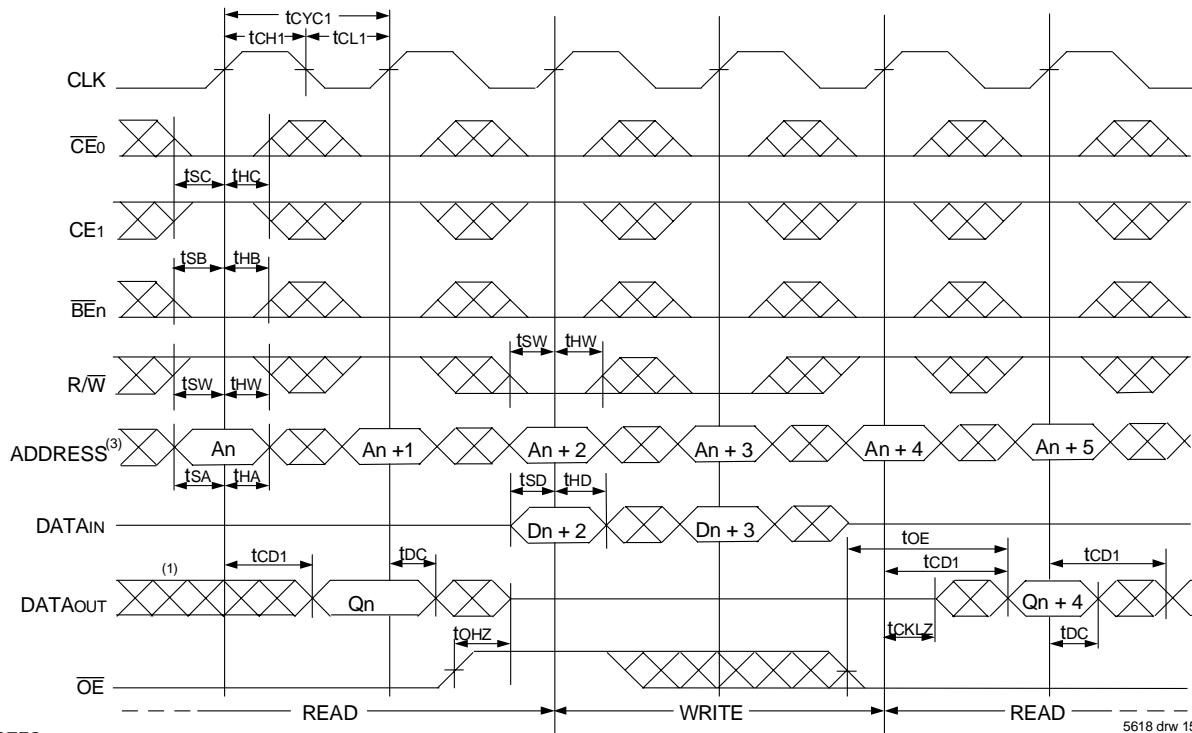 tCYC1
tCH1 tCL1
CLK
CE0
tSC tHC
CE1
tSB tHB
BEn
tSW tHW
R/W
tSW tHW
ADDRESS(3) An An +1 An + 2 An + 3 An + 4 An + 5
tSA tHA tSD tHD
DATAIN Dn + 2 Dn + 3
tOE
(1) tCD1 tDC tCD1 tCD1
DATAOUT Qn Qn + 4
tOHZ tCKLZ tDC
OE
READ WRITE READ
5618 drw 15